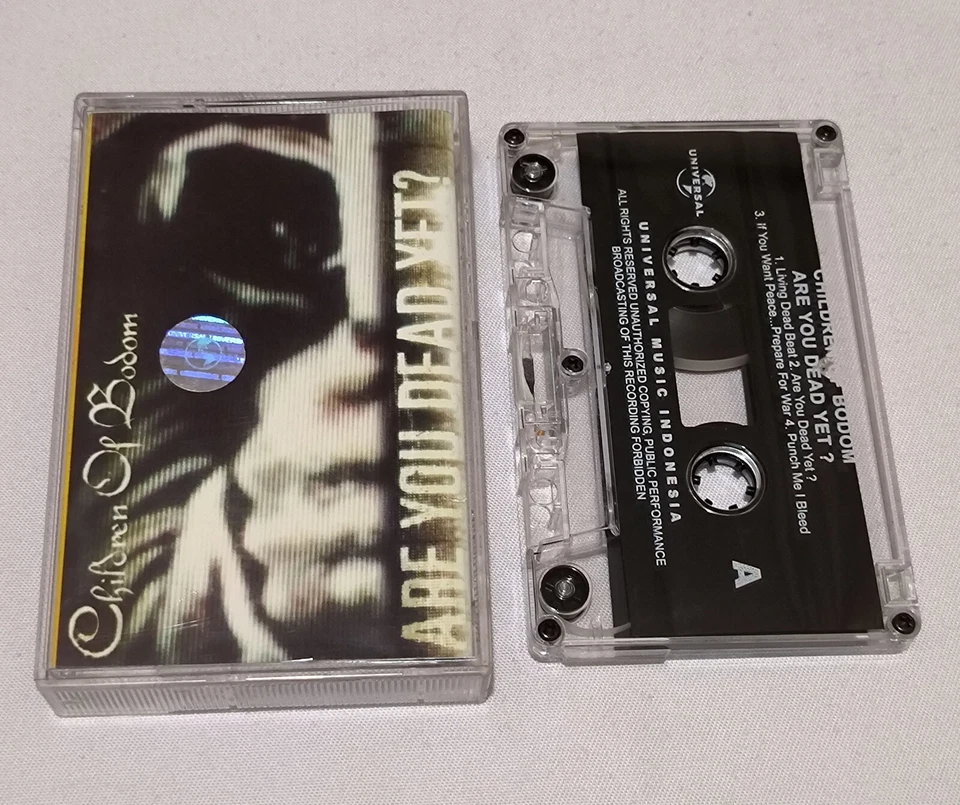 Children Of Bodom
ARE YOU DEAD YET?
UNIVERSAL
CHILDREN BODOM
ARE YOU DEAD YET ?
1. Living Dead Beat 2. Are You Dead Yet ?
3. If You Want Peace...Prepare For War 4. Punch Me I Bleed
A
UNIVERSAL MUSIC INDONESIA
ALL RIGHTS RESERVED UNAUTHORIZED COPYING, PUBLIC PERFORMANCE
BROADCASTING OF THIS RECORDING FORBIDDEN